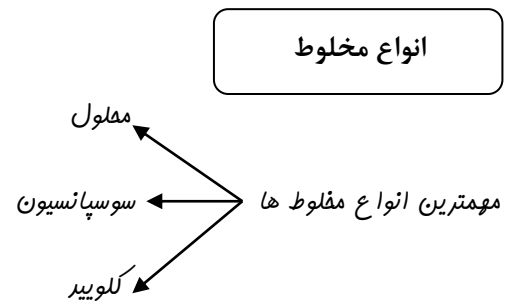 انواع مخلوط
محلول
مهمترین انواع مخلوط ها
سوسپانسیون
کلویید